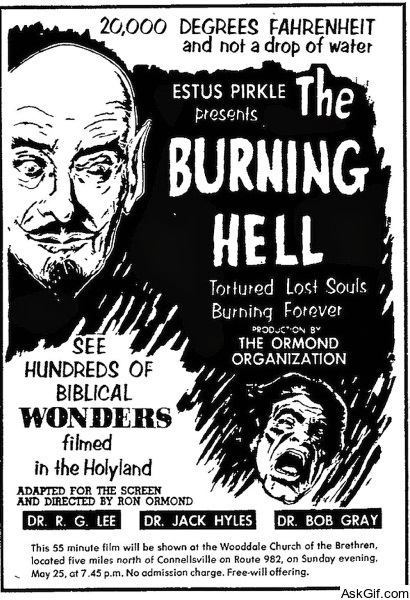 20,000 DEGREES FAHRENHEIT
and not a drop of water
ESTUS PIRKLE
presents
The
BURNING
HELL
Tortured Lost Souls
Burning Forever
PRODUCTION BY
THE ORMOND
ORGANIZATION
SEE
HUNDREDS OF
BIBLICAL
WONDERS
filmed
in the Holyland
ADAPTED FOR THE SCREEN
AND DIRECTED BY RON ORMOND
DR. R. G. LEE DR. JACK HYLES DR. BOB GRAY
This 55 minute film will be shown at the Wooddale Church of the Brethren,
located five miles north of Connellsville on Route 982, on Sunday evening,
May 25, at 7.45 p.m. No admission charge. Free-will offering.
AskGif.com